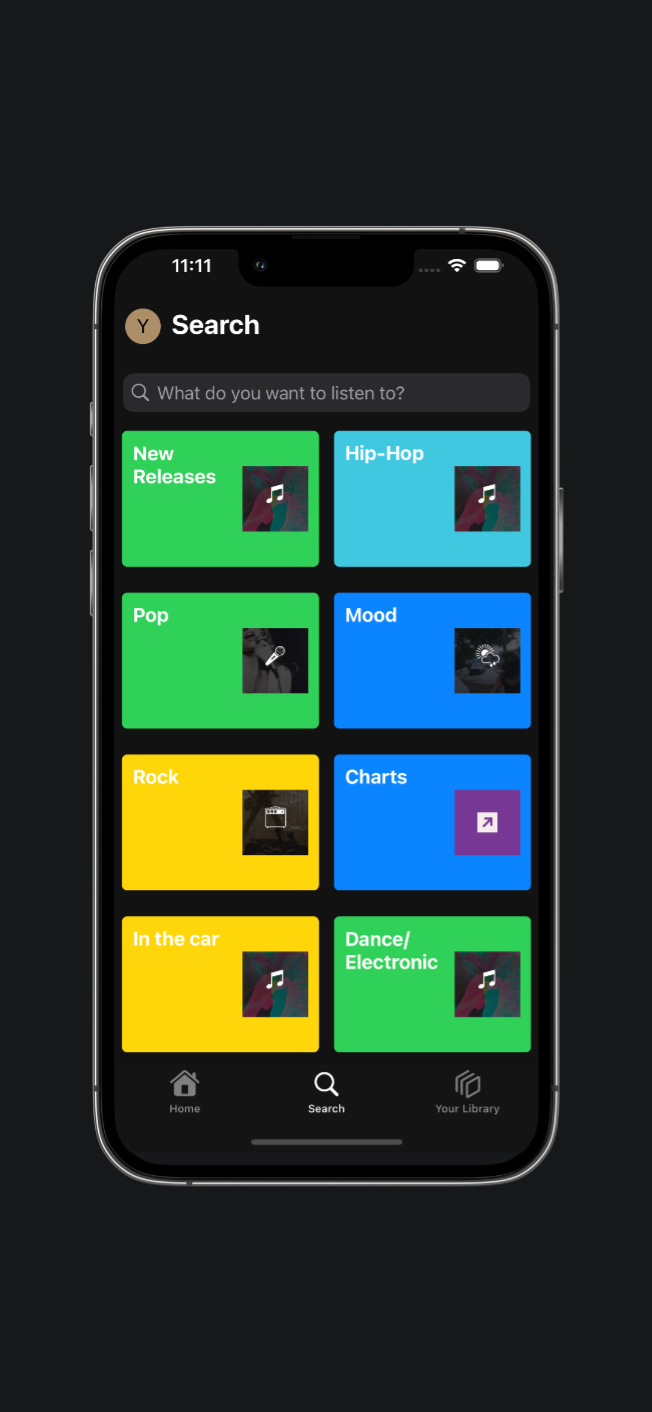 11:11
Y
Search
What do you want to listen to?
New
Releases
Hip-Hop
Pop
Mood
Rock
Charts
In the car
Dance/
Electronic
Home
Search
Your Library